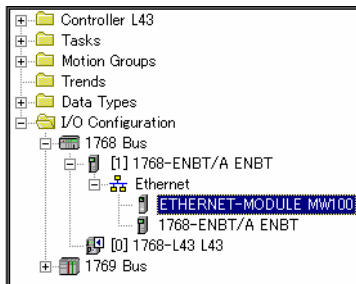 Controller L43
Tasks
Motion Groups
Trends
Data Types
I/O Configuration
1768 Bus
[1] 1768-ENBT/A ENBT
Ethernet
ETHERNET-MODULE MW100
1768-ENBT/A ENBT
[0] 1768-L43 L43
1769 Bus